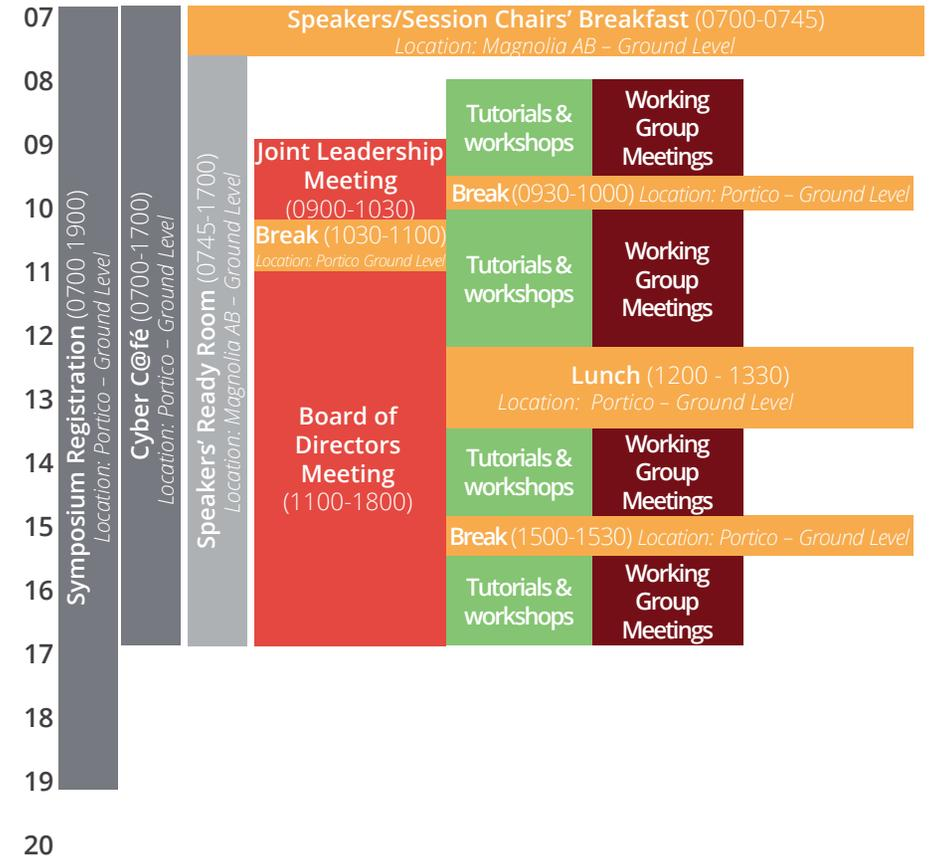 07
08
09
10
11
12
13
14
15
16
17
18
19
20
Symposium Registration (0700 1900)
Location: Portico – Ground Level
Cyber C@fé (0700-1700)
Location: Portico – Ground Level
Speakers/Session Chairs’ Breakfast (0700-0745)
Location: Magnolia AB – Ground Level
Speakers’ Ready Room (0745-1700)
Location: Magnolia AB – Ground Level
Joint Leadership
Meeting
(0900-1030)
Break (1030-1100)
Location: Portico Ground Level
Board of
Directors
Meeting
(1100-1800)
Tutorials &
workshops
Working
Group
Meetings
Break (0930-1000) Location: Portico – Ground Level
Tutorials &
workshops
Working
Group
Meetings
Lunch (1200 - 1330)
Location: Portico – Ground Level
Tutorials &
workshops
Working
Group
Meetings
Break (1500-1530) Location: Portico – Ground Level
Tutorials &
workshops
Working
Group
Meetings